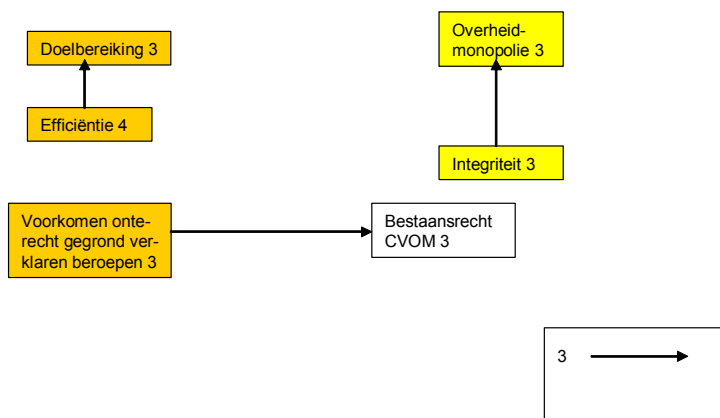 Doelbereiking 3
Overheid-
monopolie 3
Efficiëntie 4
Integriteit 3
Voorkomen onte-
recht gegrond ver-
klaren beroepen 3
Bestaansrecht
CVOM 3
3